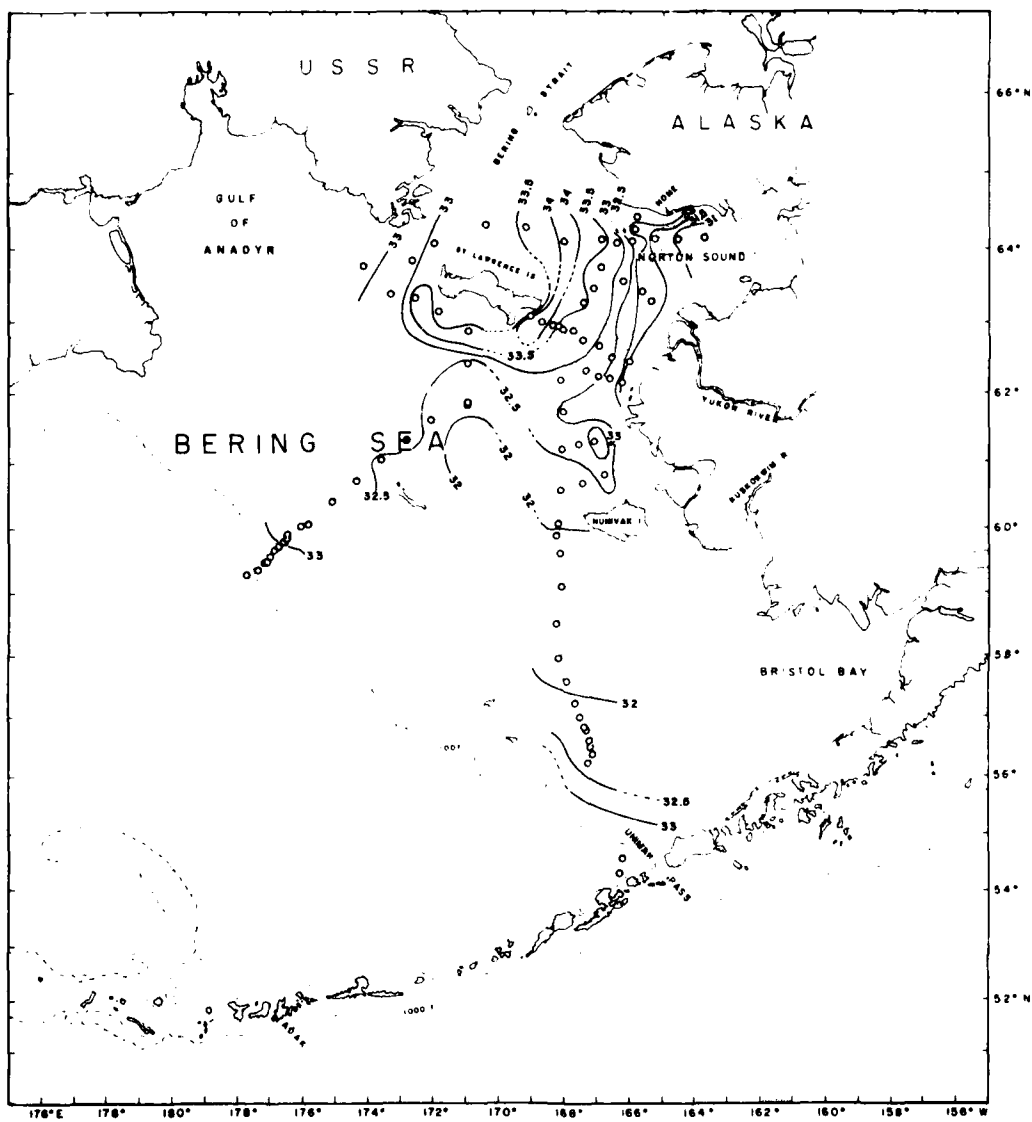 USSR
BERING STRAIT
66° N
ALASKA
GULF
OF
ANADYR
33
33
33.5
34
34
33.5
33
32.5
NOME
31
64°
ST LAWRENCE IS
NORTON SOUND
33.5
62°
32.5
YUKON RIVER
BERING SEA
33
32
32
32.5
32
KUSKOKWIM R
NUNIVAK I
60°
33
58°
BRISTOL BAY
32
56°
32.5
33
UNIMAK PASS
54°
52° N
1000
ADAK
176°E
178°
180°
178°
176°
174°
172°
170°
168°
166°
164°
162°
160°
158°
156° W